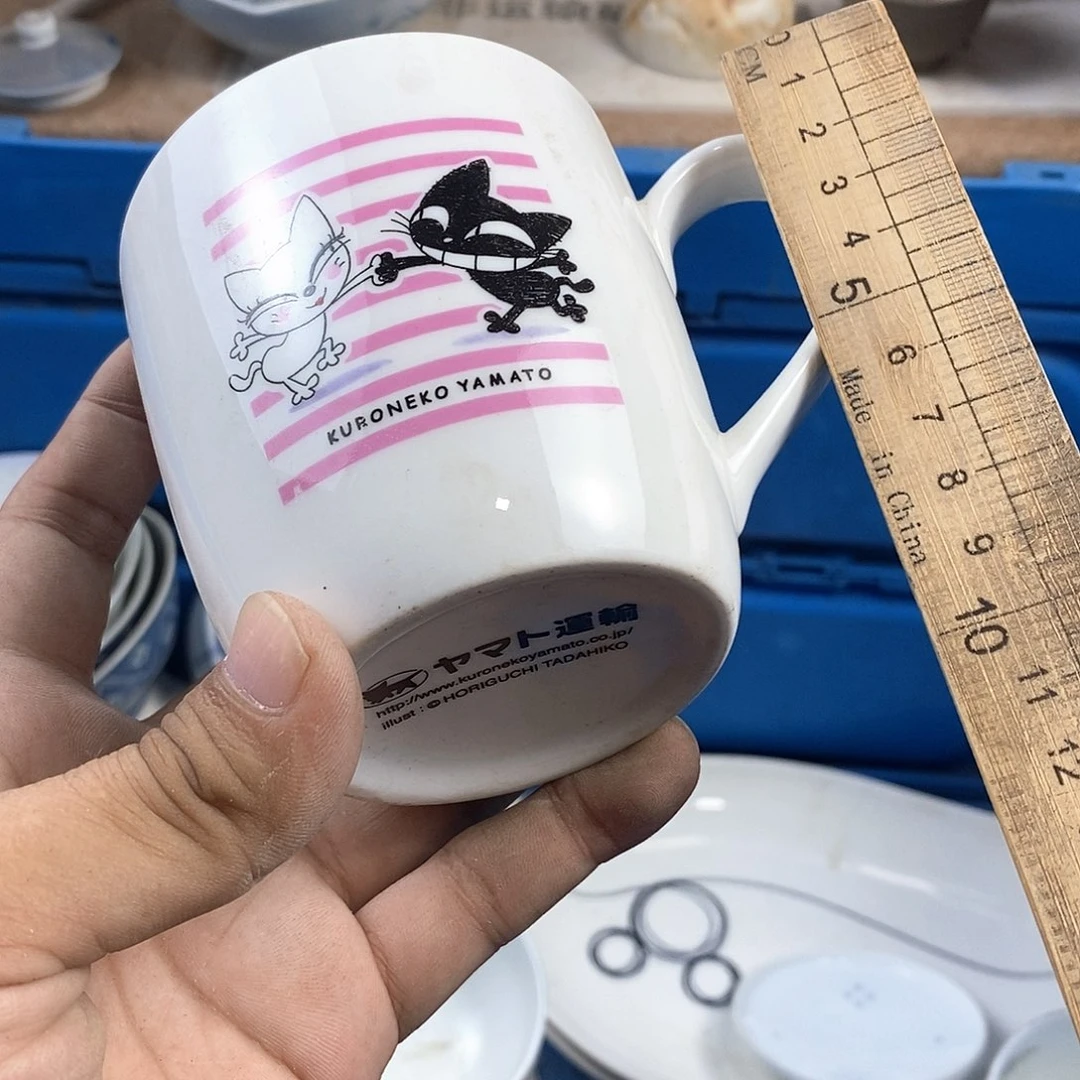 KURONEKO YAMATO
ヤマト運輸
http://www.kuronekoyamato.co.jp/
illust : ©HORIGUCHI TADAHIKO
0 1 2 3 4 5 6 7 8 9 10 11 12
CM
Made in China